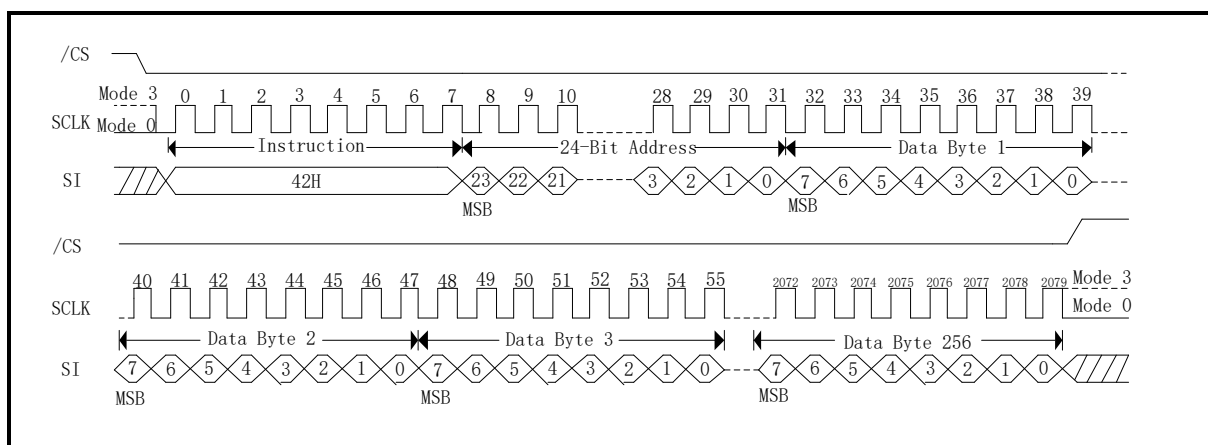 /CS
Mode 3 0 1 2 3 4 5 6 7 8 9 10 28 29 30 31 32 33 34 35 36 37 38 39
SCLK Mode 0
Instruction 24-Bit Address Data Byte 1
SI 42H 23 22 21 3 2 1 0 7 6 5 4 3 2 1 0
MSB MSB
/CS
40 41 42 43 44 45 46 47 48 49 50 51 52 53 54 55 2072 2073 2074 2075 2076 2077 2078 2079 Mode 3
SCLK Mode 0
Data Byte 2 Data Byte 3 Data Byte 256
SI 7 6 5 4 3 2 1 0 7 6 5 4 3 2 1 0 7 6 5 4 3 2 1 0
MSB MSB MSB